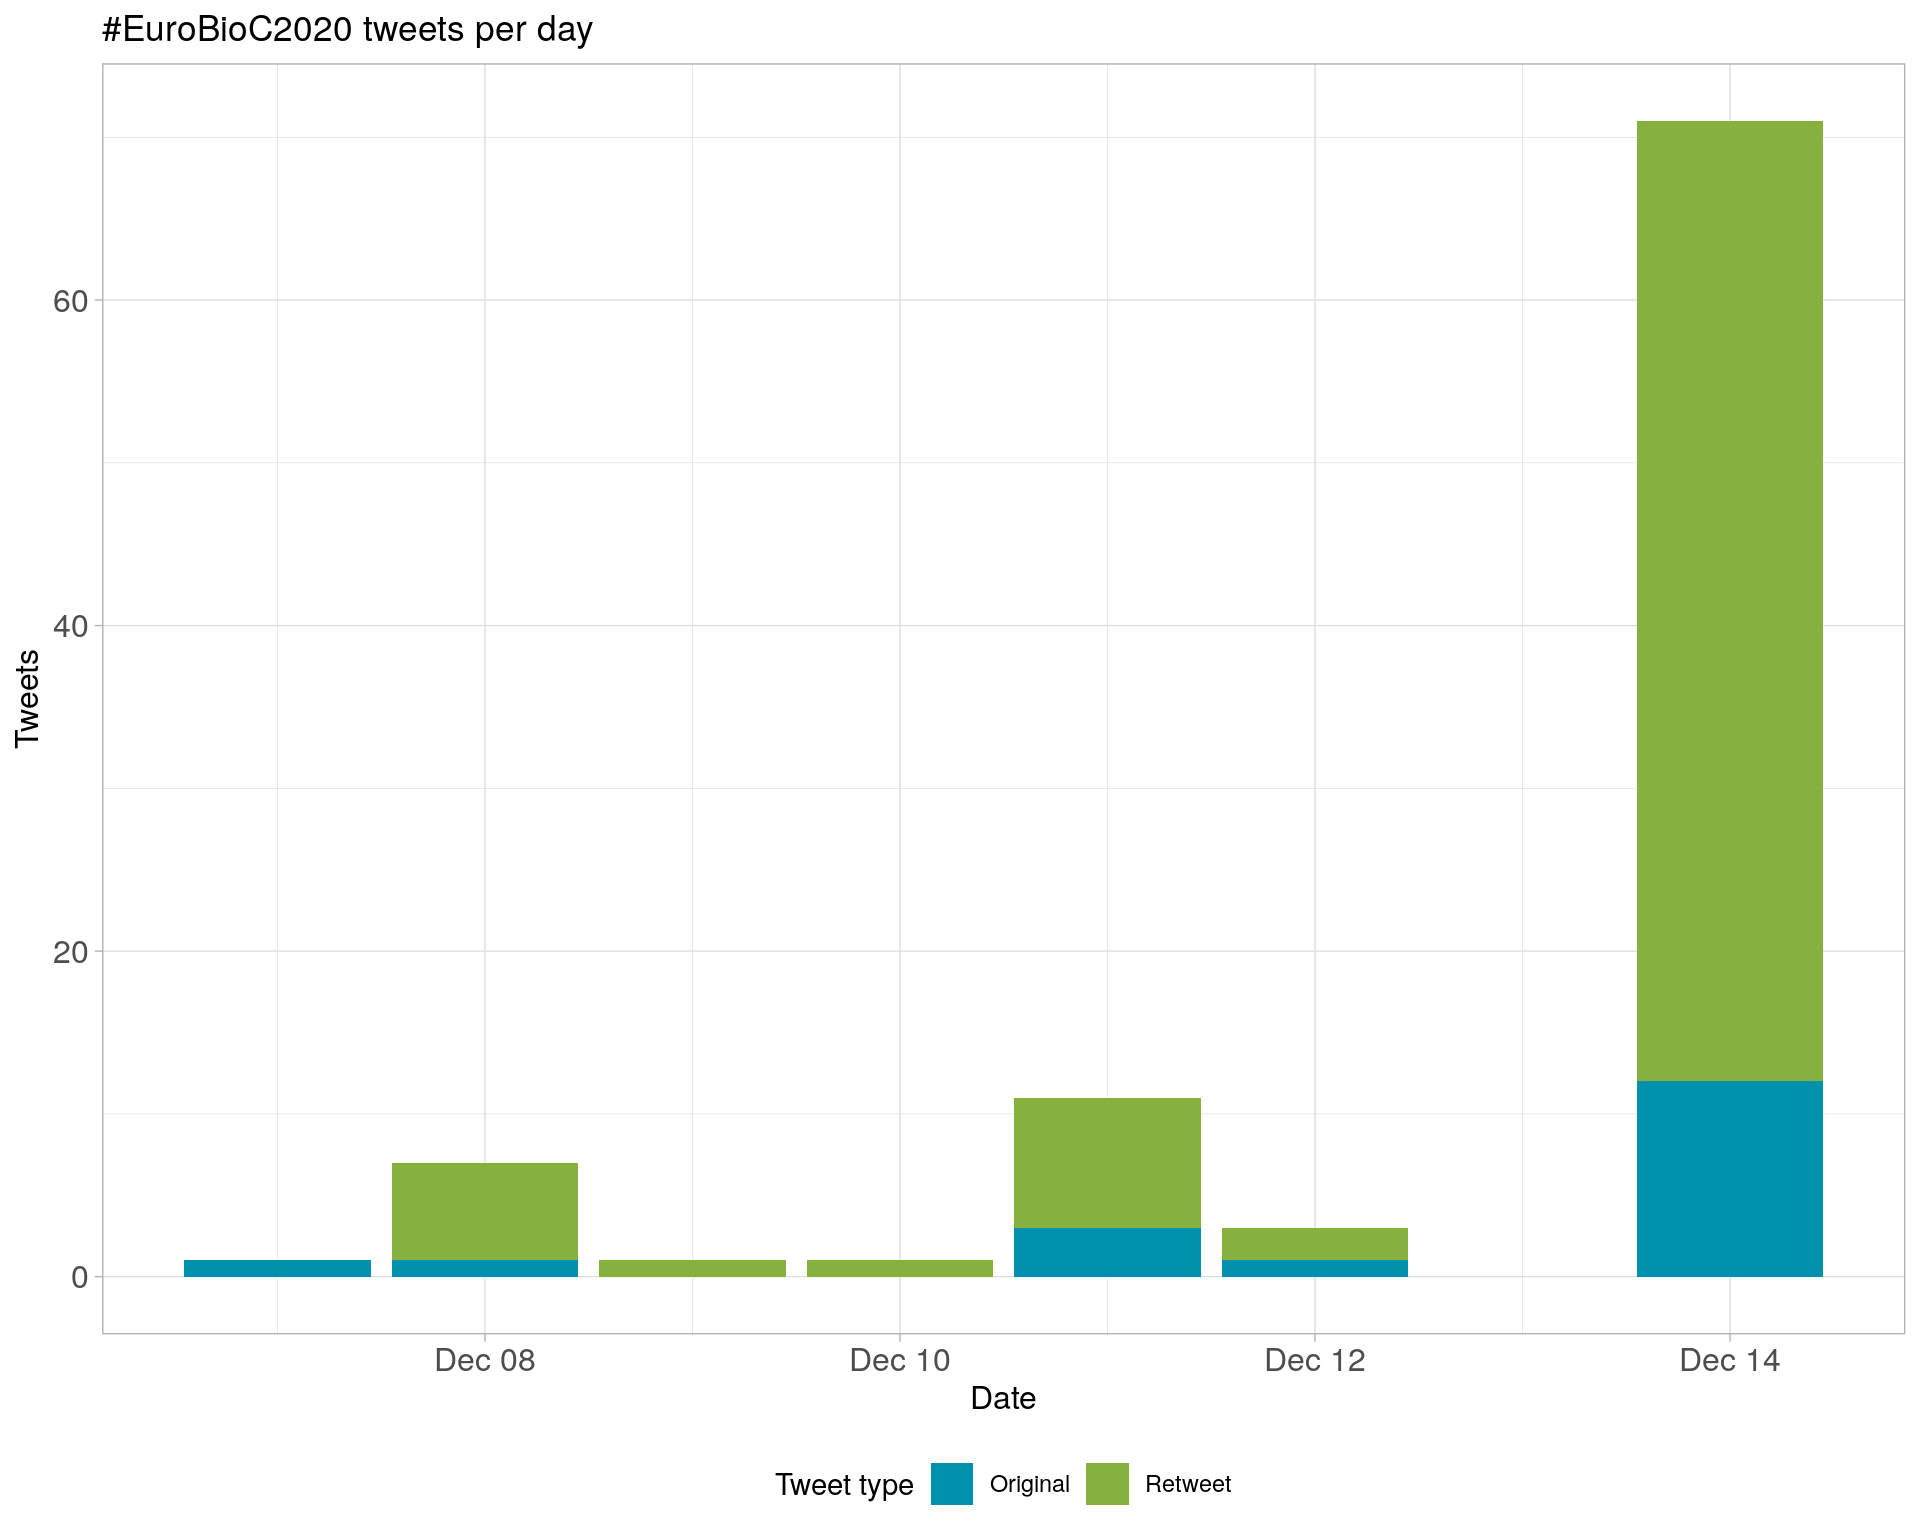 #EuroBioC2020 tweets per day
Tweets
60
40
20
0
Dec 08 Dec 10 Dec 12 Dec 14
Date
Tweet type Original Retweet